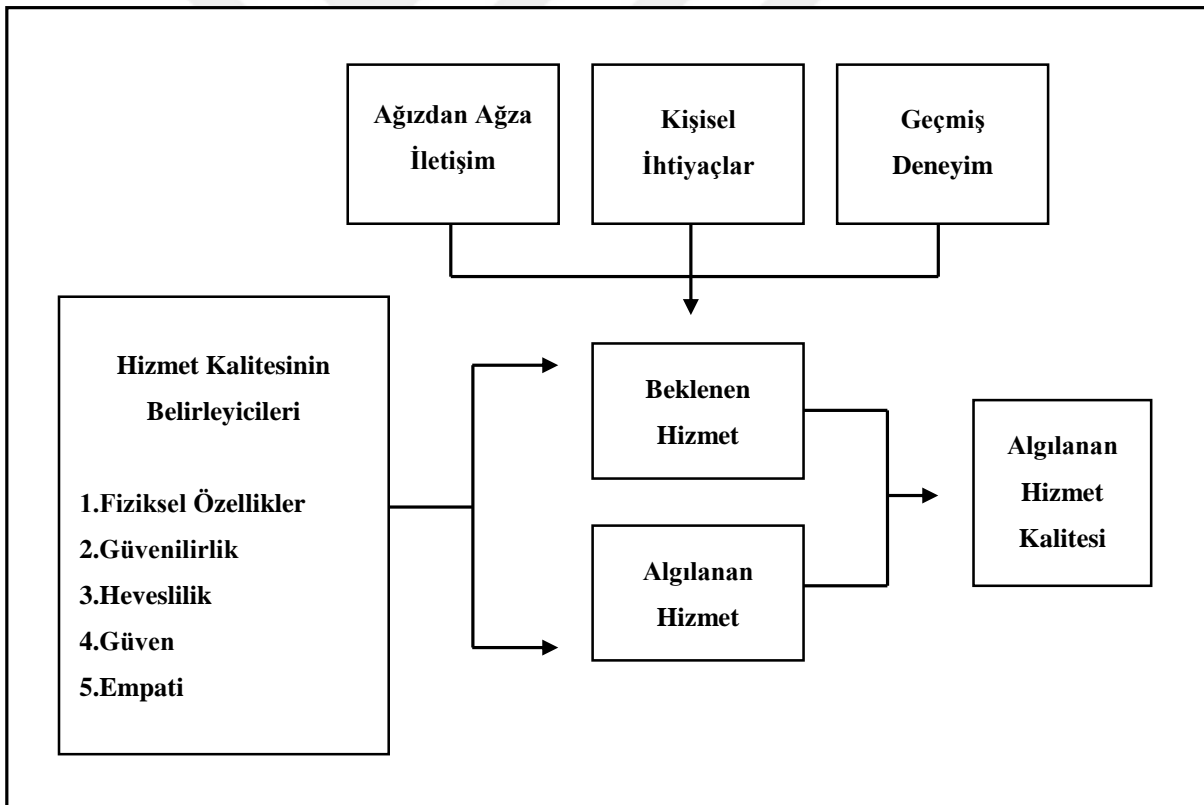 Ağızdan Ağza
İletişim
Kişisel
İhtiyaçlar
Geçmiş
Deneyim
Hizmet Kalitesinin
Belirleyicileri
1.Fiziksel Özellikler
2.Güvenilirlik
3.Heveslilik
4.Güven
5.Empati
Beklenen
Hizmet
Algılanan
Hizmet
Algılanan
Hizmet
Kalitesi